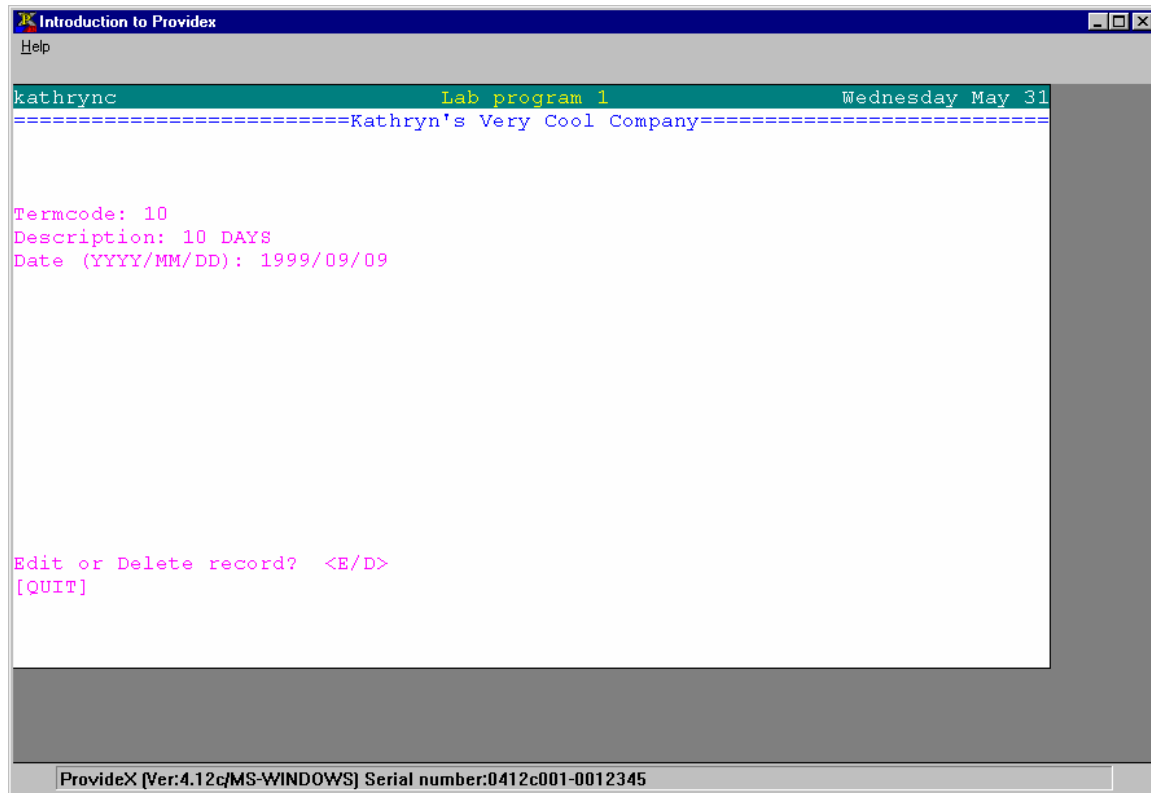 Introduction to Providex
Help
kathrync Lab program 1 Wednesday May 31
==========================Kathryn's Very Cool Company===========================
Termcode: 10
Description: 10 DAYS
Date (YYYY/MM/DD): 1999/09/09
Edit or Delete record? <E/D>
[QUIT]
ProvideX (Ver:4.12c/MS-WINDOWS) Serial number:0412c001-0012345